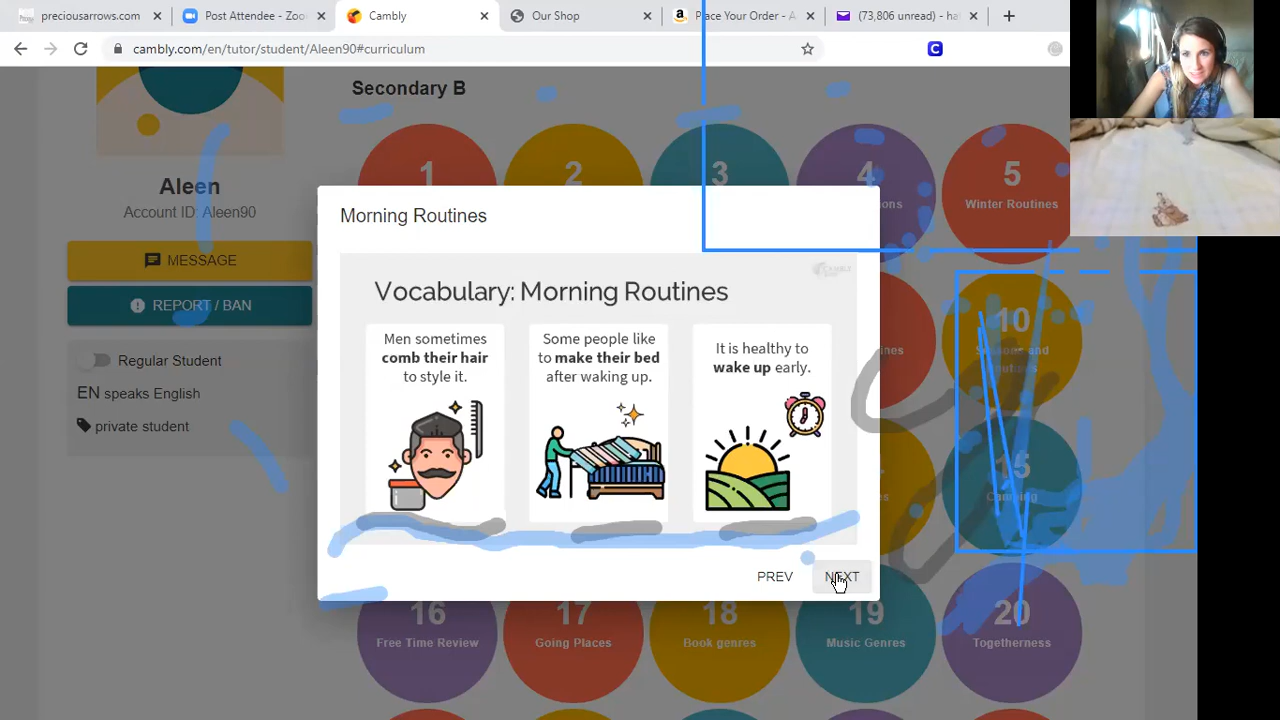 preciousarrows.com
Post Attendee - Zoo
Cambly
Our Shop
Place Your Order - A
(73,806 unread) - ha
cambly.com/en/tutor/student/Aleen90#curriculum
Secondary B
1
2
3
4
5
Winter Routines
Aleen
Account ID: Aleen90
MESSAGE
REPORT / BAN
Regular Student
EN speaks English
private student
Morning Routines
Vocabulary: Morning Routines
Men sometimes
comb their hair
to style it.
Some people like
to make their bed
after waking up.
It is healthy to
wake up early.
PREV
NEXT
10
15
Camping
16
Free Time Review
17
Going Places
18
Book genres
19
Music Genres
20
Togetherness